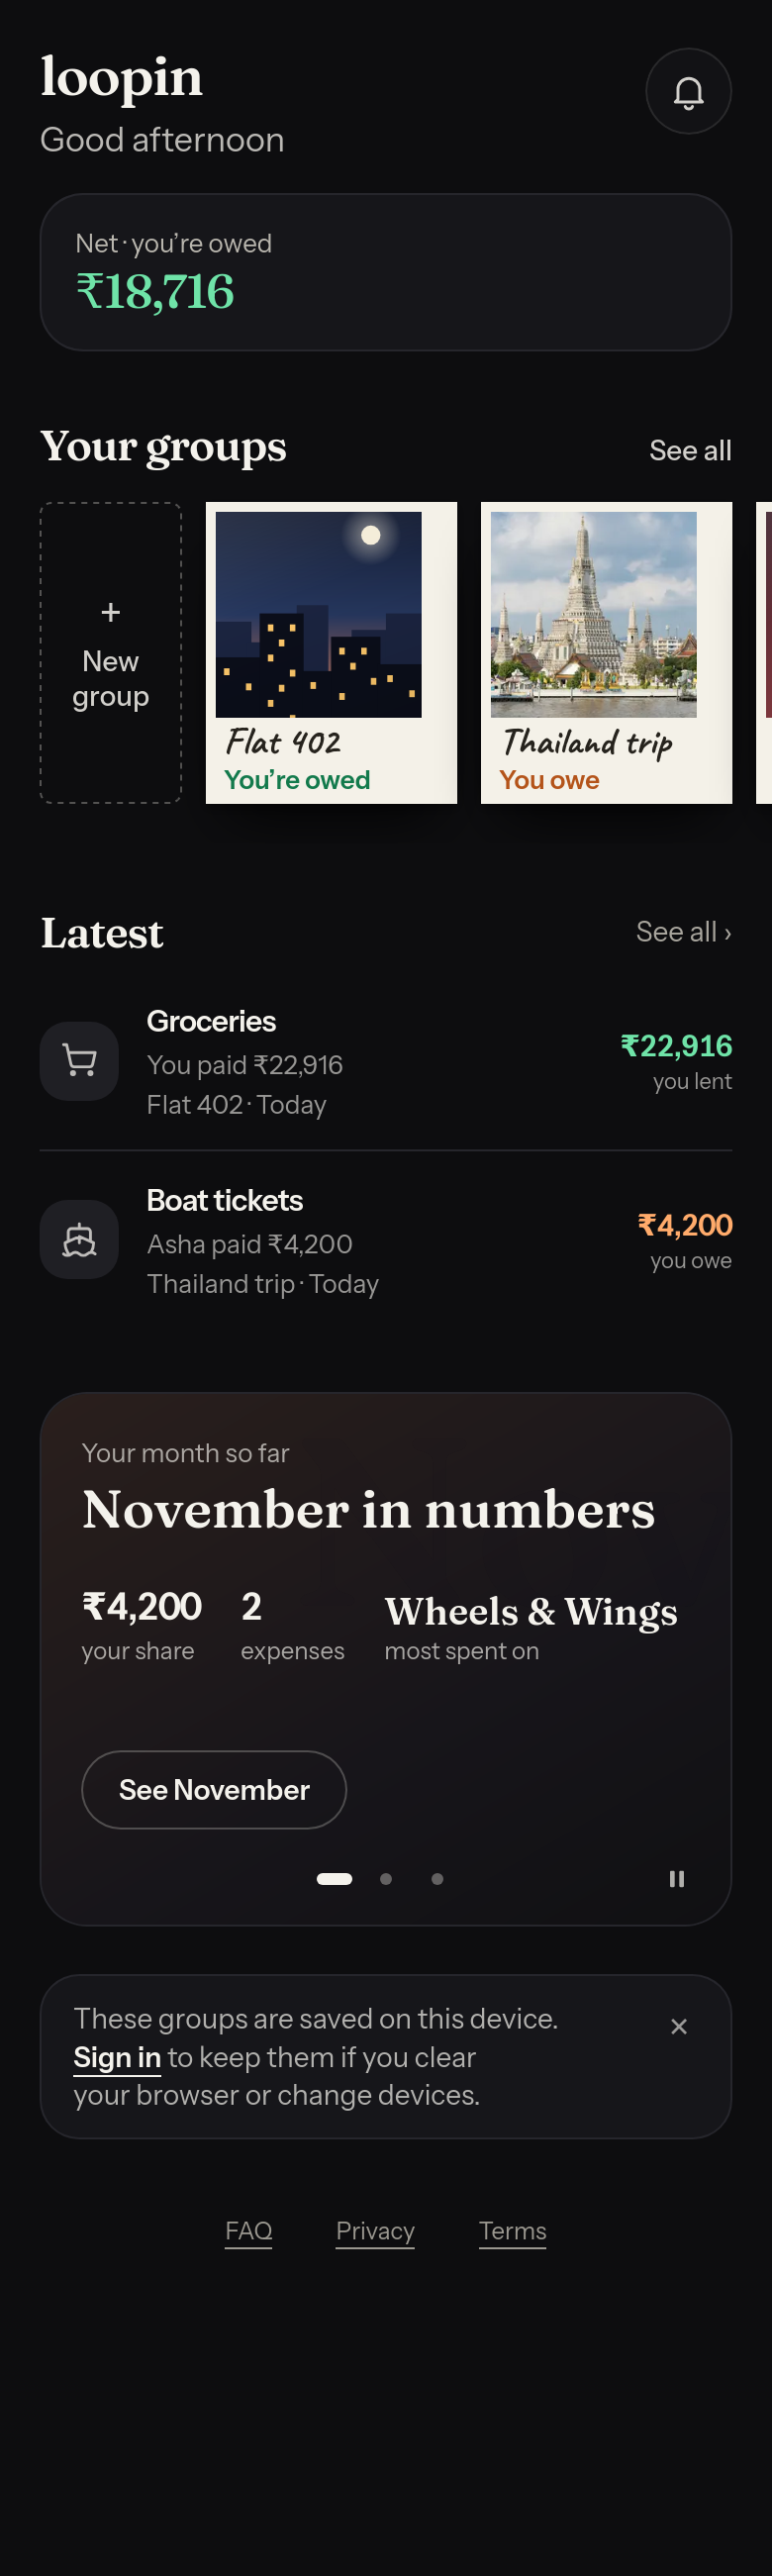 loopin
Good afternoon
Net · you’re owed
₹18,716
Your groups
See all
+
New
group
Flat 402
You’re owed
Thailand trip
You owe
Latest
See all ›
Groceries
You paid ₹22,916
Flat 402 · Today
₹22,916
you lent
Boat tickets
Asha paid ₹4,200
Thailand trip · Today
₹4,200
you owe
Your month so far
November in numbers
₹4,200
your share
2
expenses
Wheels & Wings
most spent on
See November
These groups are saved on this device.
Sign in to keep them if you clear
your browser or change devices.
FAQ
Privacy
Terms